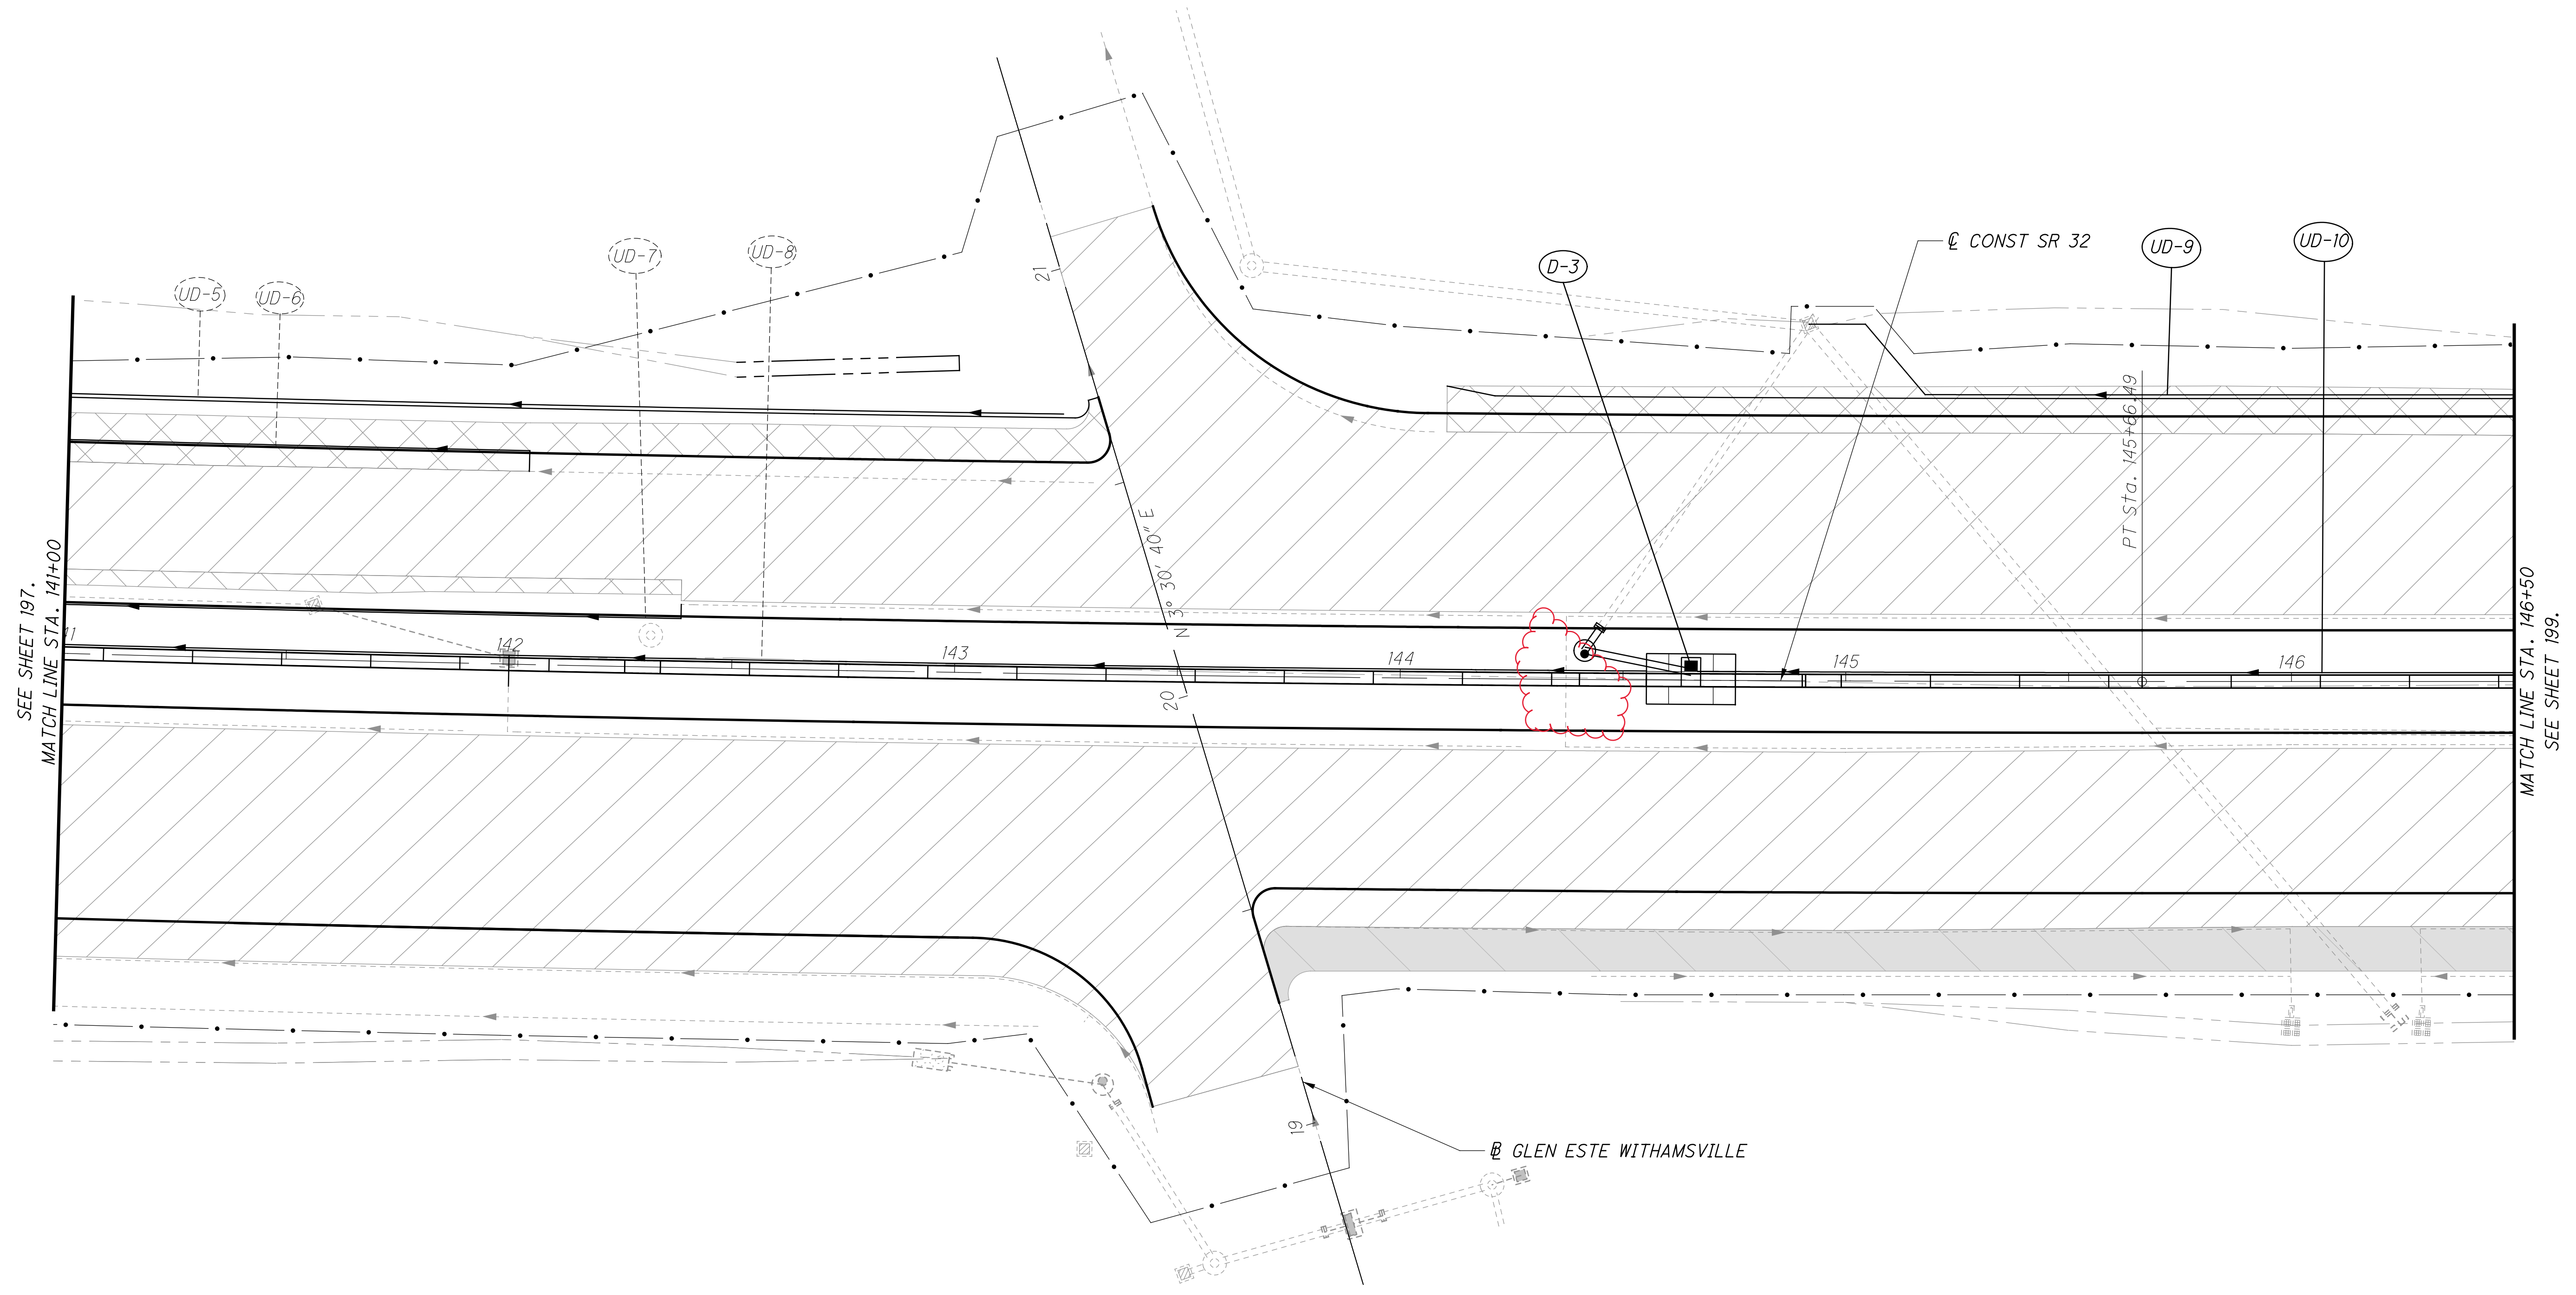 ℄ CONST SR 32
UD-9
UD-10
D-3
UD-7
UD-8
UD-5
UD-6
21
PT Sta. 145+66.49
N 3° 30' 40" E
SEE SHEET 197.
MATCH LINE STA. 141+00
MATCH LINE STA. 146+50
SEE SHEET 199.
142
143
144
145
146
20
19
BL GLEN ESTE WITHAMSVILLE